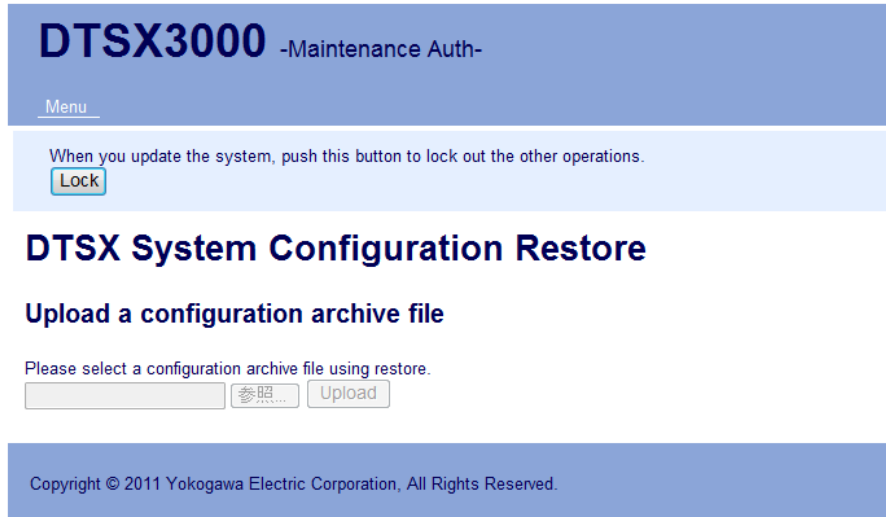 DTSX3000 -Maintenance Auth-
Menu
When you update the system, push this button to lock out the other operations.
Lock
DTSX System Configuration Restore
Upload a configuration archive file
Please select a configuration archive file using restore.
参照... Upload
Copyright © 2011 Yokogawa Electric Corporation, All Rights Reserved.